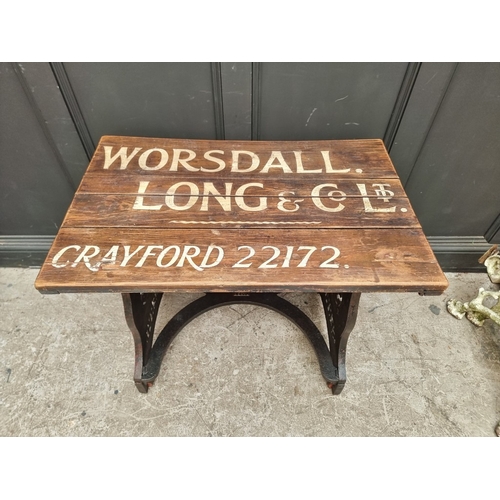 WORSDALL.
LONG & Co LTD.
CRAYFORD 22172.